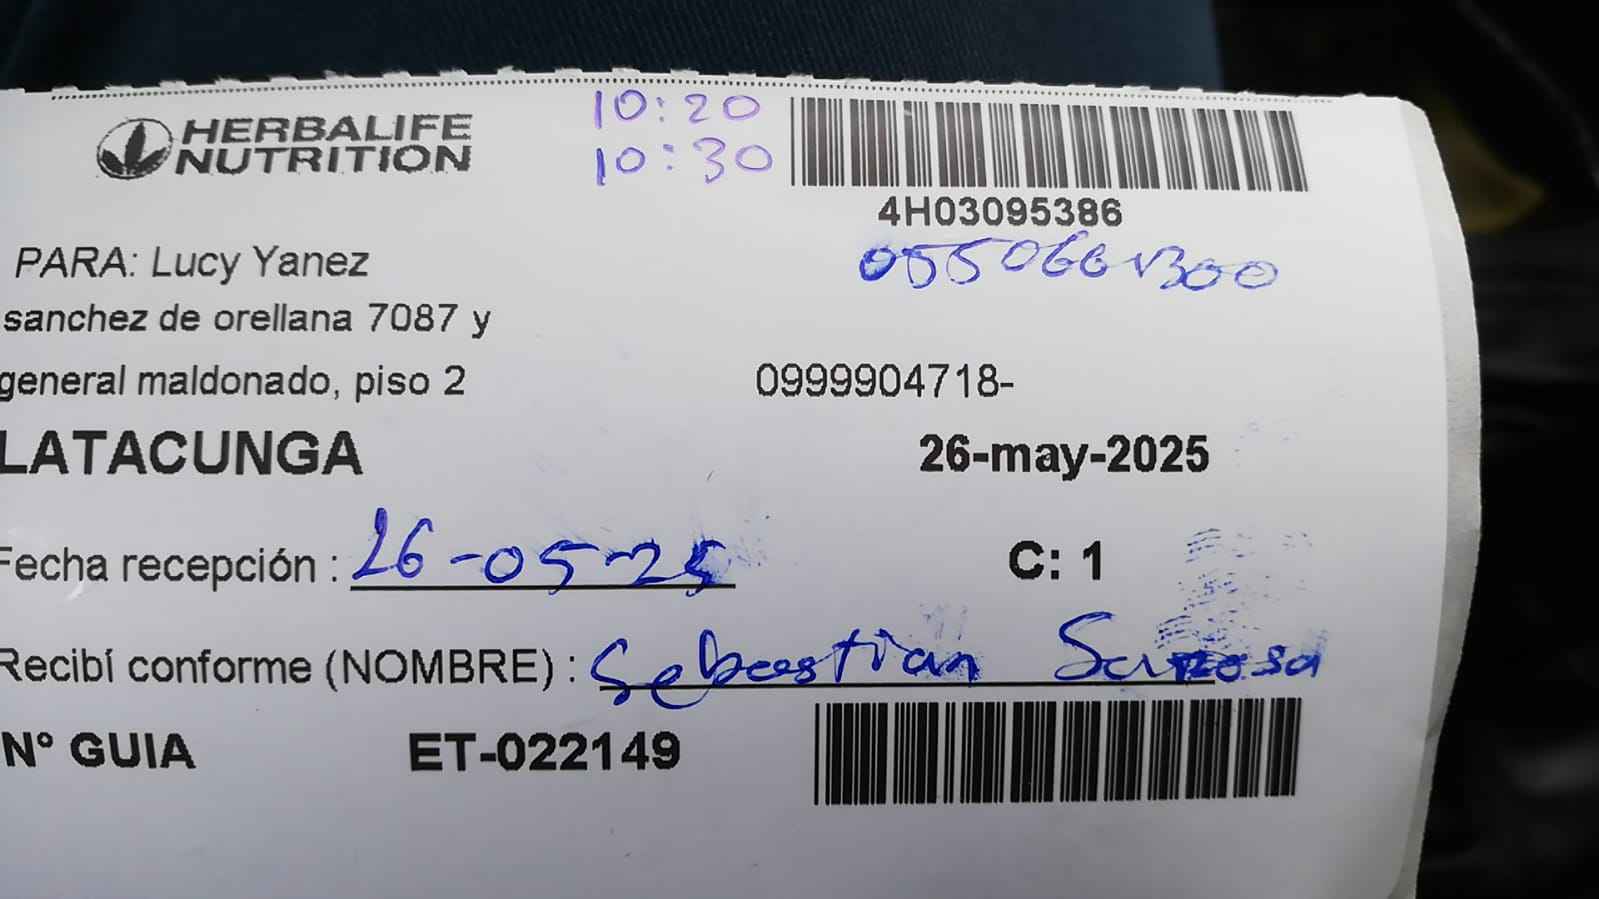 HERBALIFE
NUTRITION
10:20
10:30
4H03095386
PARA: Lucy Yanez
sanchez de orellana 7087 y
general maldonado, piso 2
0999904718-
LATACUNGA
26-may-2025
Fecha recepción : 26-05-25
C: 1
Recibí conforme (NOMBRE) : Sebastian
N° GUIA ET-022149